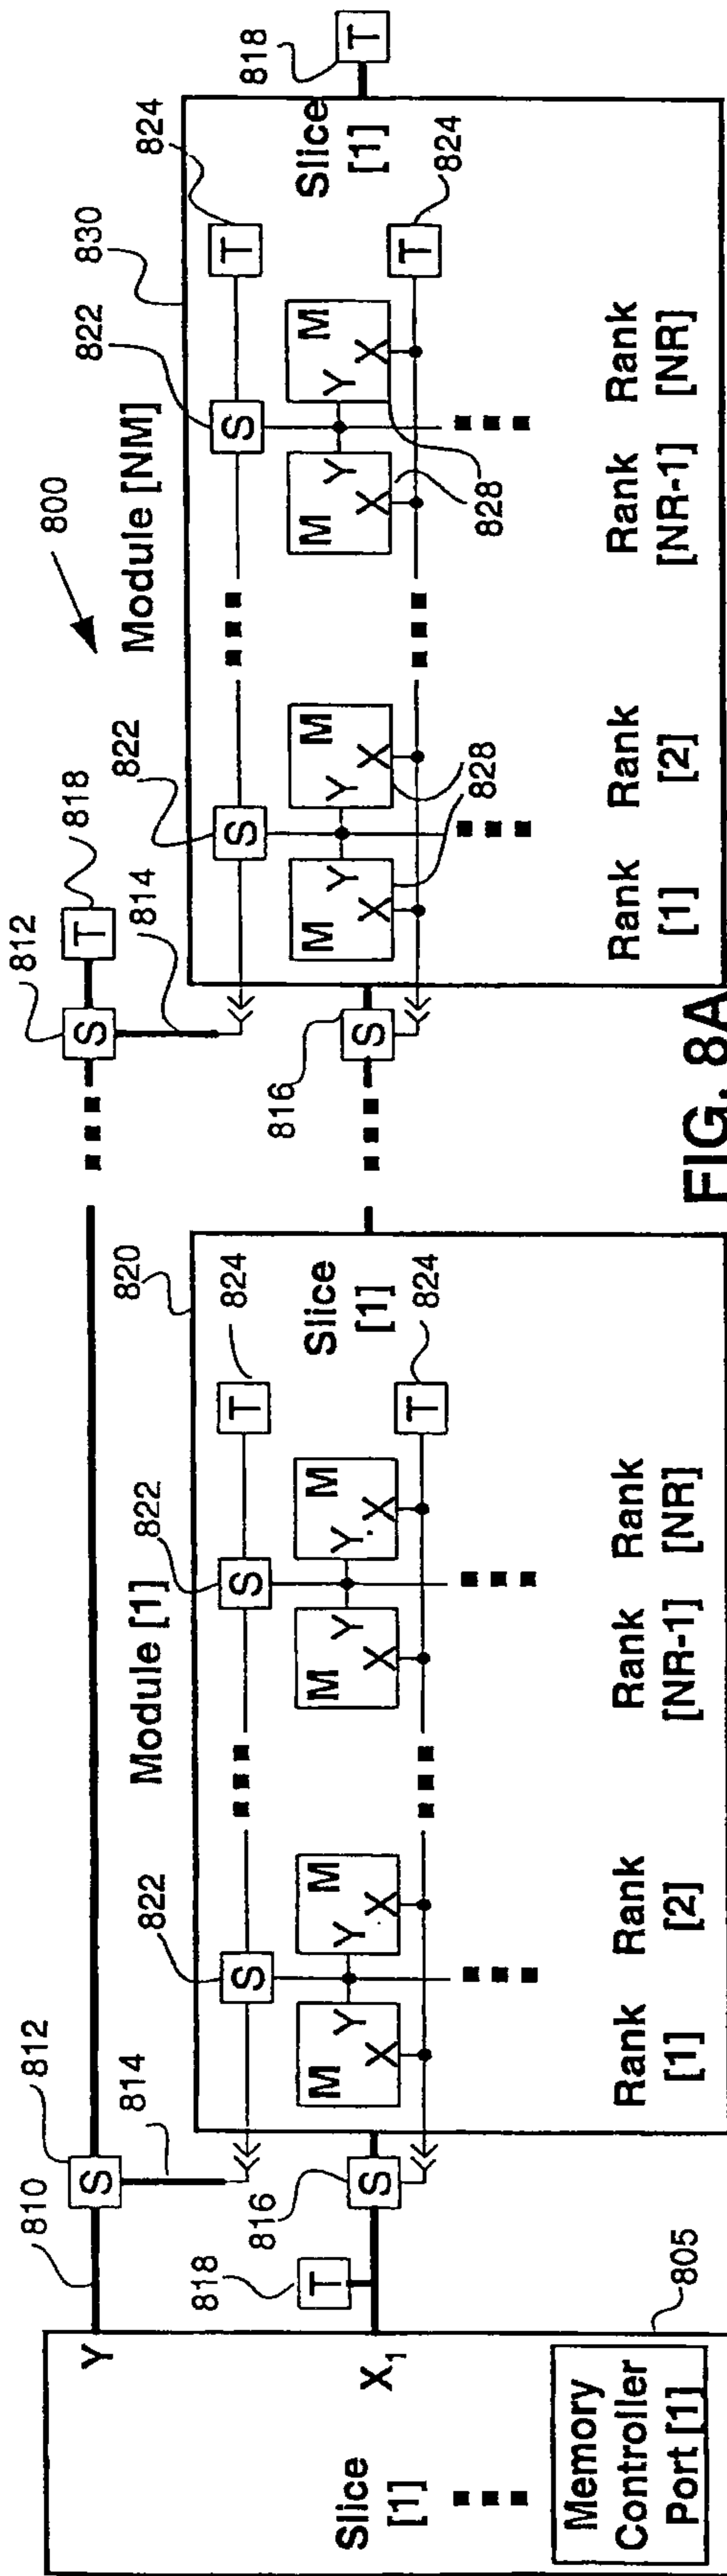 800
810
812
814
Y
S
812
818
S
T
814
Module [1]
820
Module [NM]
822
830
822
822
824
822
824
818
S
S
T
S
S
T
T
818
T
816
S
X₁
M
Y
X
M
Y
X
M
Y
X
M
Y
X
Slice
[1]
824
T
816
S
M
Y
X
M
Y
X
828
M
Y
X
M
Y
X
828
828
Slice
[1]
824
T
Slice
[1]
Memory
Controller
Port [1]
805
Rank
[1]
Rank
[2]
Rank
[NR-1]
Rank
[NR]
Rank
[1]
Rank
[2]
Rank
[NR-1]
Rank
[NR]
FIG. 8A